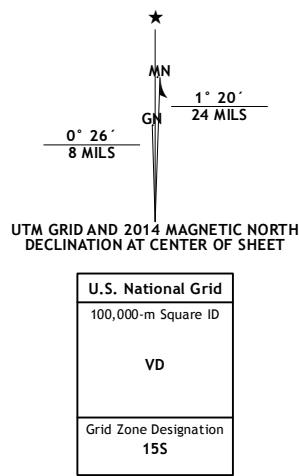 MN
1° 20´
24 MILS
GN
0° 26´
8 MILS
UTM GRID AND 2014 MAGNETIC NORTH
DECLINATION AT CENTER OF SHEET
U.S. National Grid
100,000-m Square ID
VD
Grid Zone Designation
15S